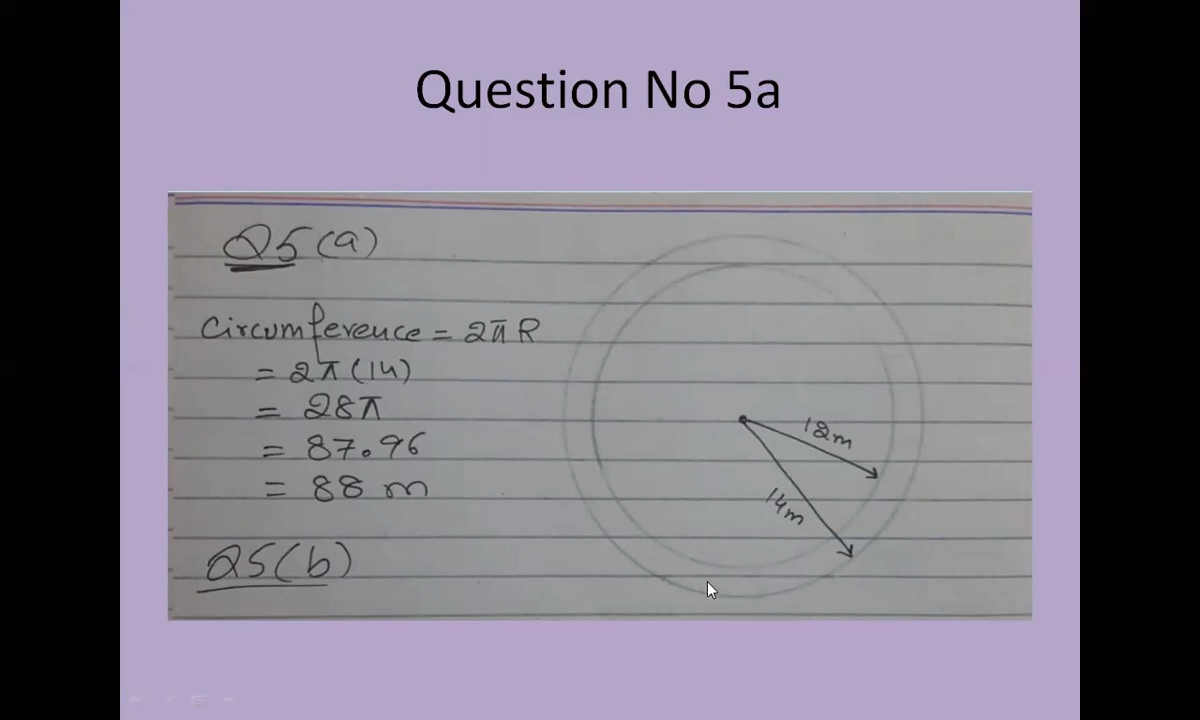 Question No 5a
Q5(a)
Circumference = 2πR
= 2π(14)
= 28π
= 87.96
= 88 m
12m
14m
Q5(b)